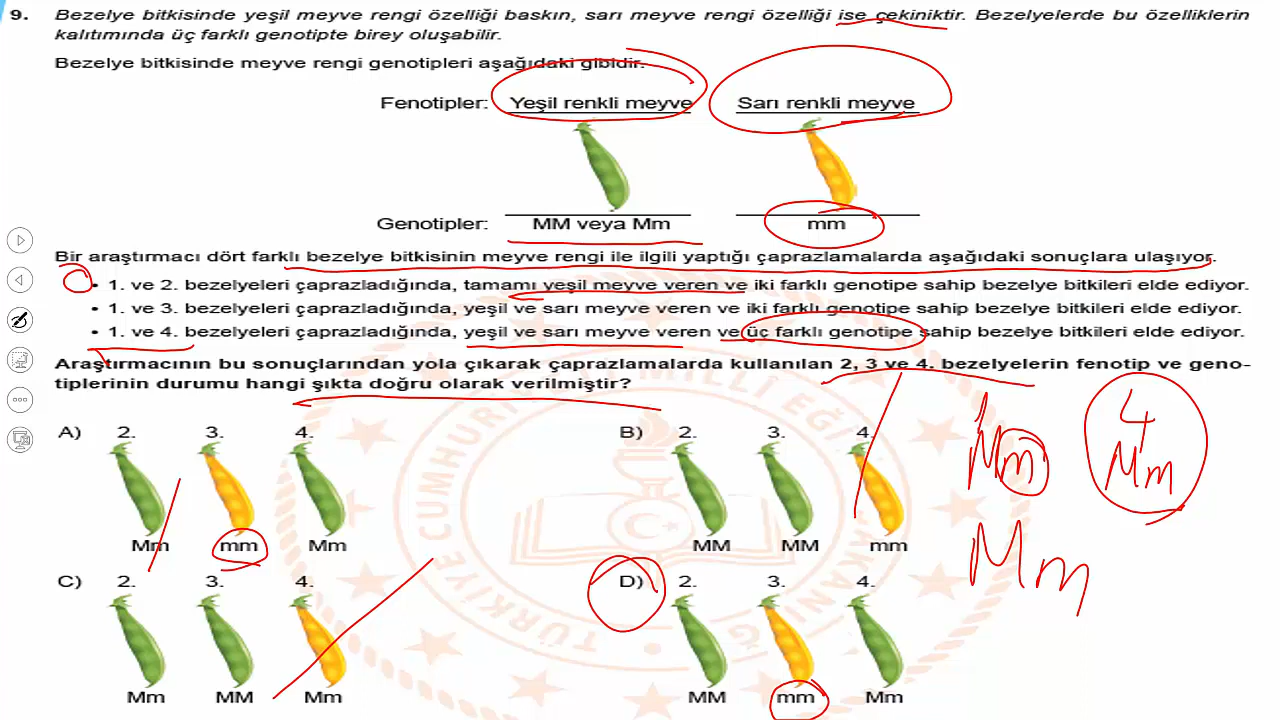 9. Bezelye bitkisinde yeşil meyve rengi özelliği baskın, sarı meyve rengi özelliği ise çekiniktir. Bezelyelerde bu özelliklerin
kalıtımında üç farklı genotipte birey oluşabilir.
Bezelye bitkisinde meyve rengi genotipleri aşağıdaki gibidir.
Fenotipler: Yeşil renkli meyve Sarı renkli meyve
Genotipler: MM veya Mm mm
Bir araştırmacı dört farklı bezelye bitkisinin meyve rengi ile ilgili yaptığı çaprazlamalarda aşağıdaki sonuçlara ulaşıyor.
• 1. ve 2. bezelyeleri çaprazladığında, tamamı yeşil meyve veren ve iki farklı genotipe sahip bezelye bitkileri elde ediyor.
• 1. ve 3. bezelyeleri çaprazladığında, yeşil ve sarı meyve veren ve iki farklı genotipe sahip bezelye bitkileri elde ediyor.
• 1. ve 4. bezelyeleri çaprazladığında, yeşil ve sarı meyve veren ve üç farklı genotipe sahip bezelye bitkileri elde ediyor.
Araştırmacının bu sonuçlarından yola çıkarak çaprazlamalarda kullanılan 2, 3 ve 4. bezelyelerin fenotip ve geno-
tiplerinin durumu hangi şıkta doğru olarak verilmiştir?
A) 2. 3. 4. B) 2. 3. 4.
Mm mm Mm MM MM mm
C) 2. 3. 4. D) 2. 3. 4.
Mm MM Mm MM mm Mm
1 4
Mm Mm
Mm